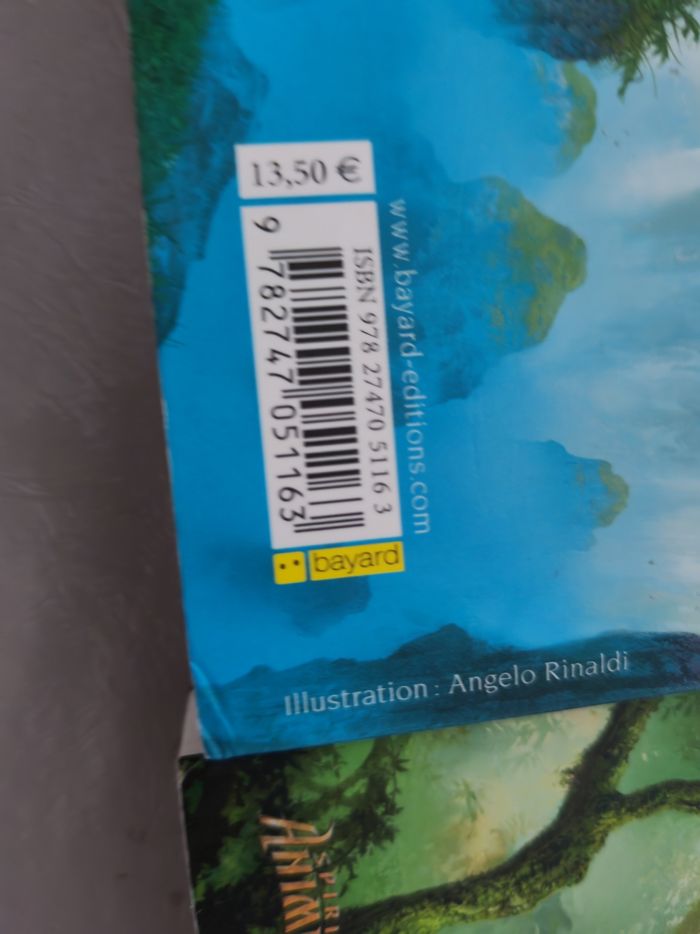 13,50 €
www.bayard-editions.com
ISBN 978 27470 5116 3
9 782747 051163
bayard
Illustration : Angelo Rinaldi